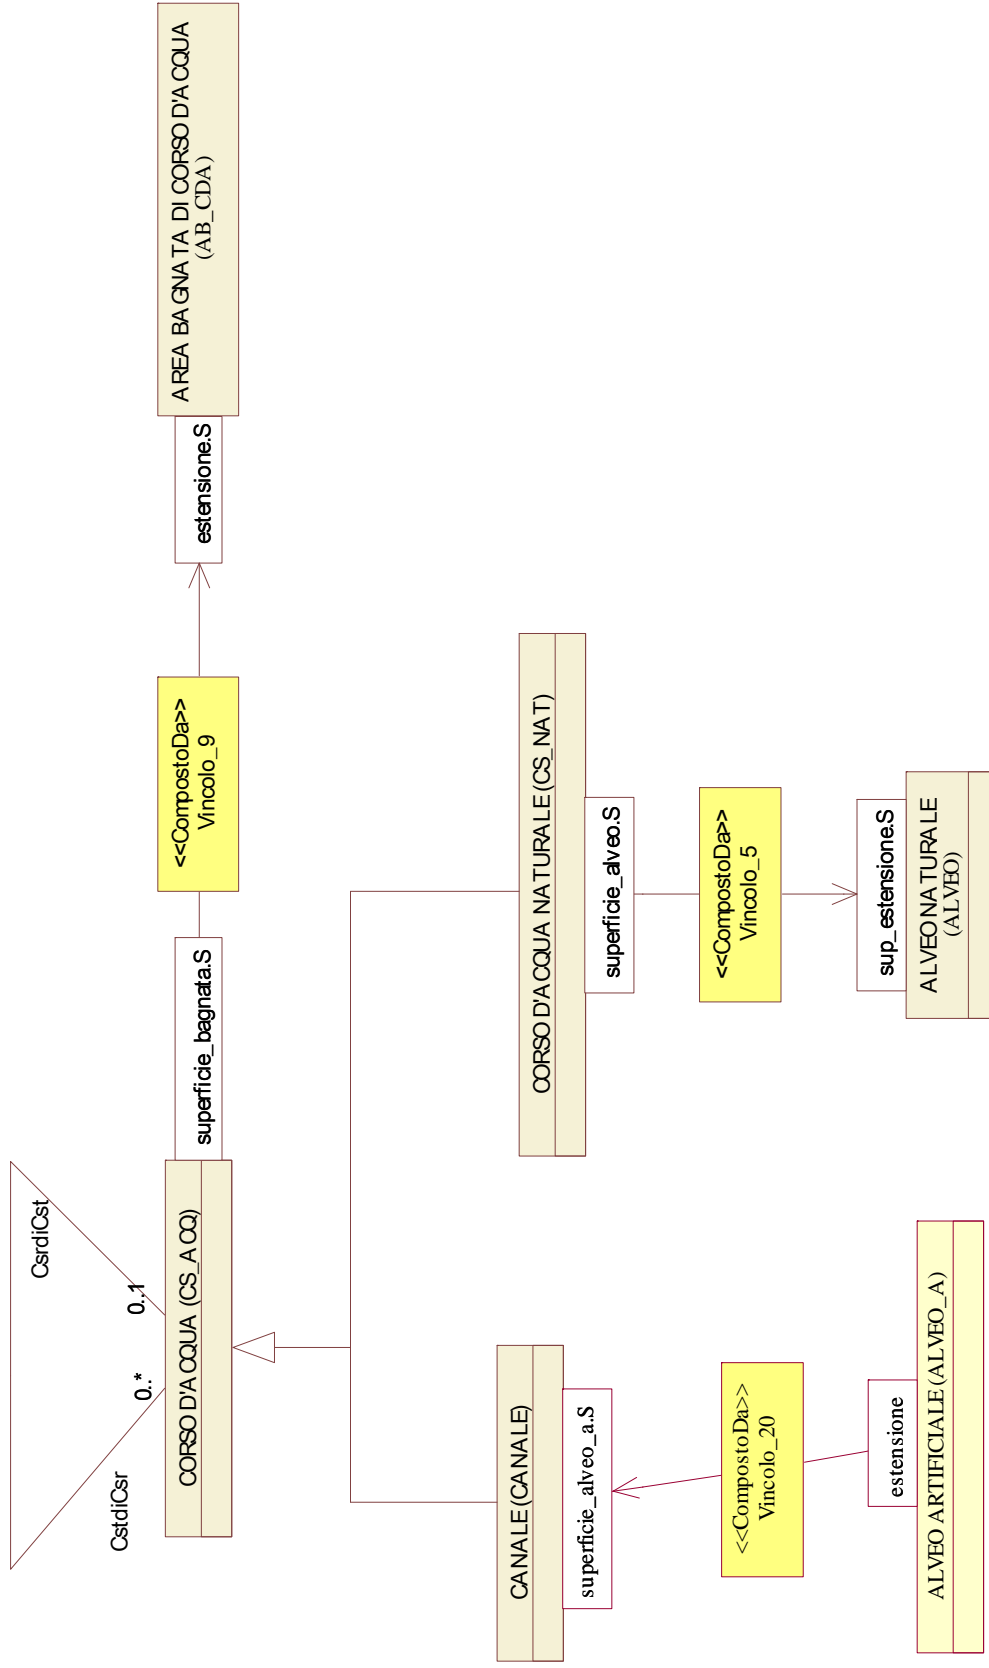 CsrdiCst
0..1
0..*
CstdiCsr
CORSO D'ACQUA (CS_ACQ)
superficie_bagnata.S
<<CompostoDa>>
Vincolo_9
estensione.S
AREA BAGNATA DI CORSO D'ACQUA
(AB_CDA)
CANALE (CANALE)
superficie_alveo_a.S
<<CompostoDa>>
Vincolo_20
estensione
ALVEO ARTIFICIALE (ALVEO_A)
CORSO D'ACQUA NATURALE (CS_NAT)
superficie_alveo.S
<<CompostoDa>>
Vincolo_5
sup_estensione.S
ALVEO NATURALE
(ALVEO)